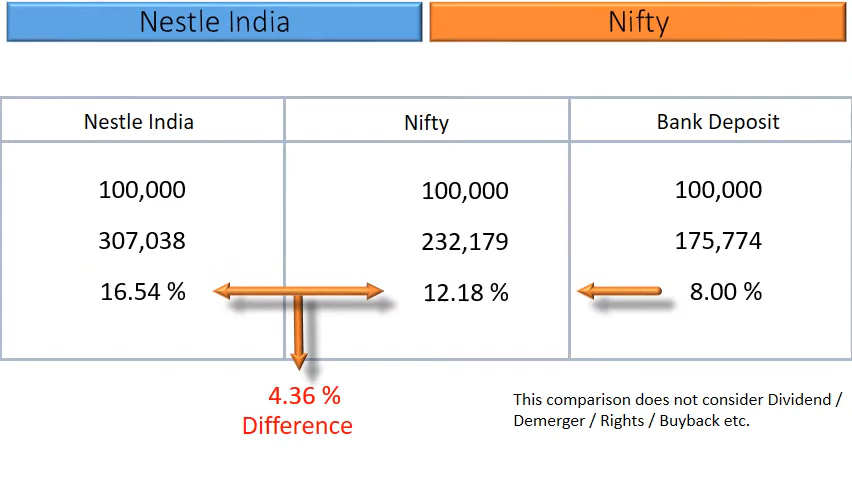 Nestle India
Nifty
Nestle India
Nifty
Bank Deposit
100,000
100,000
100,000
307,038
232,179
175,774
16.54 %
12.18 %
8.00 %
4.36 %
Difference
This comparison does not consider Dividend /
Demerger / Rights / Buyback etc.